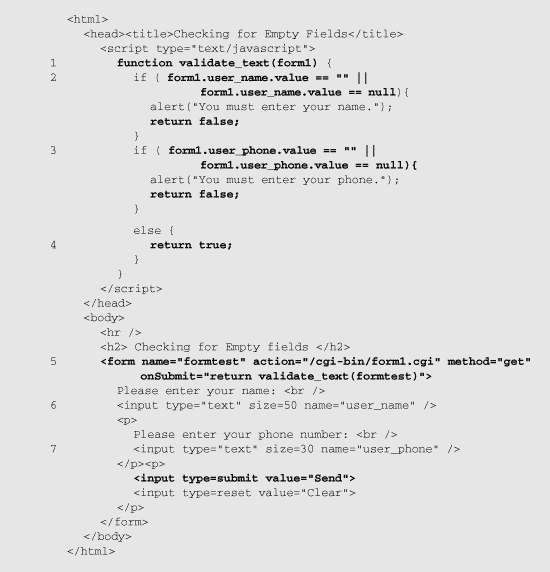 <html>
<head><title>Checking for Empty Fields</title>
<script type="text/javascript">
1 function validate_text(form1) {
2 if ( form1.user_name.value == "" ||
form1.user_name.value == null){
alert("You must enter your name.");
return false;
}
3 if ( form1.user_phone.value == "" ||
form1.user_phone.value == null){
alert("You must enter your phone.");
return false;
}
else {
4 return true;
}
}
</script>
</head>
<body>
<hr />
<h2> Checking for Empty fields </h2>
5 <form name="formtest" action="/cgi-bin/form1.cgi" method="get"
onSubmit="return validate_text(formtest)">
Please enter your name: <br />
6 <input type="text" size=50 name="user_name" />
<p>
Please enter your phone number: <br />
7 <input type="text" size=30 name="user_phone" />
</p><p>
<input type=submit value="Send">
<input type=reset value="Clear">
</p>
</form>
</body>
</html>